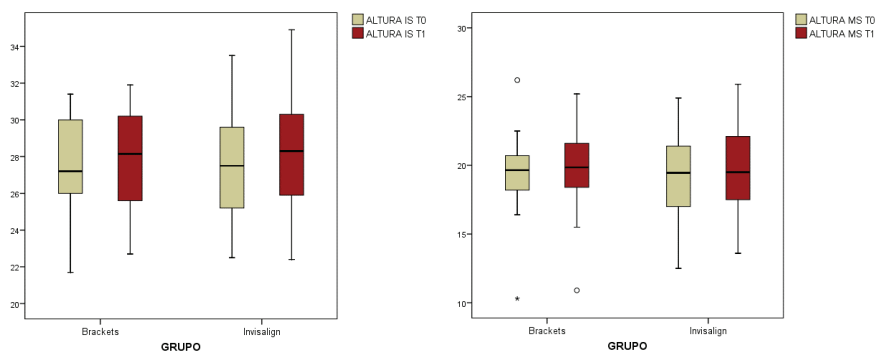 ALTURA IS T0
ALTURA IS T1
34
32
30
28
26
24
22
20
Brackets
Invisalign
GRUPO
ALTURA MS T0
ALTURA MS T1
30
25
20
15
10
Brackets
Invisalign
GRUPO